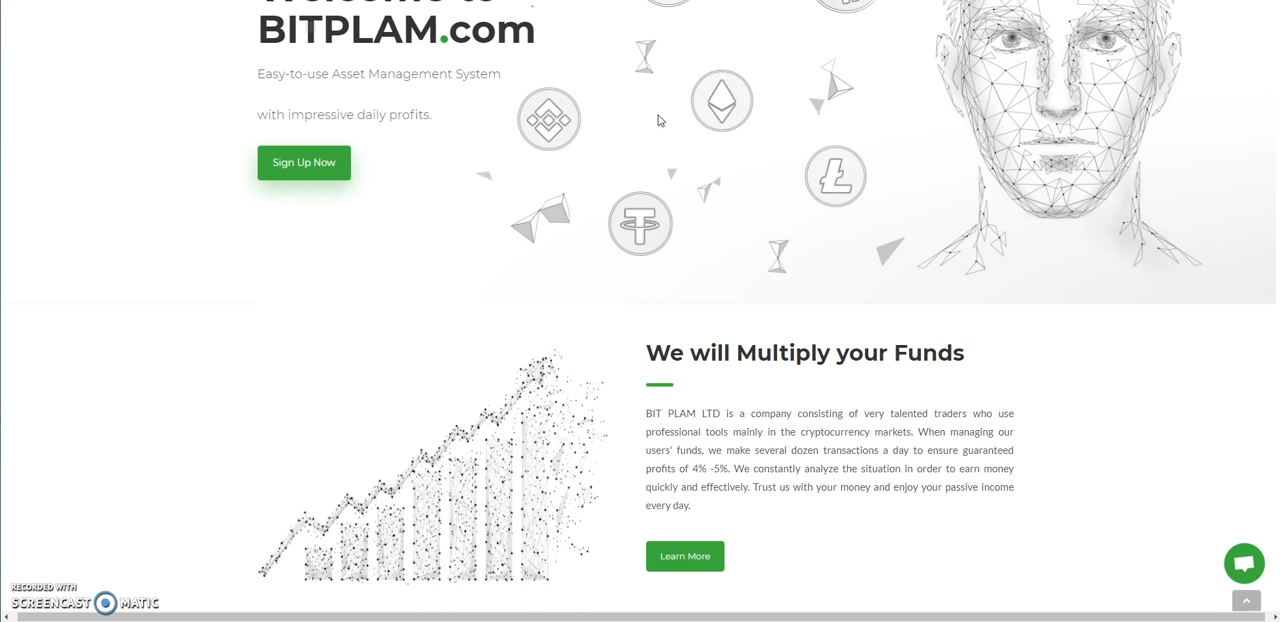 Welcome to
BITPLAM.com
Easy-to-use Asset Management System
with impressive daily profits.
Sign Up Now
We will Multiply your Funds
BIT PLAM LTD is a company consisting of very talented traders who use
professional tools mainly in the cryptocurrency markets. When managing our
users' funds, we make several dozen transactions a day to ensure guaranteed
profits of 4% -5%. We constantly analyze the situation in order to earn money
quickly and effectively. Trust us with your money and enjoy your passive income
every day.
Learn More
RECORDED WITH
SCREENCAST MATIC